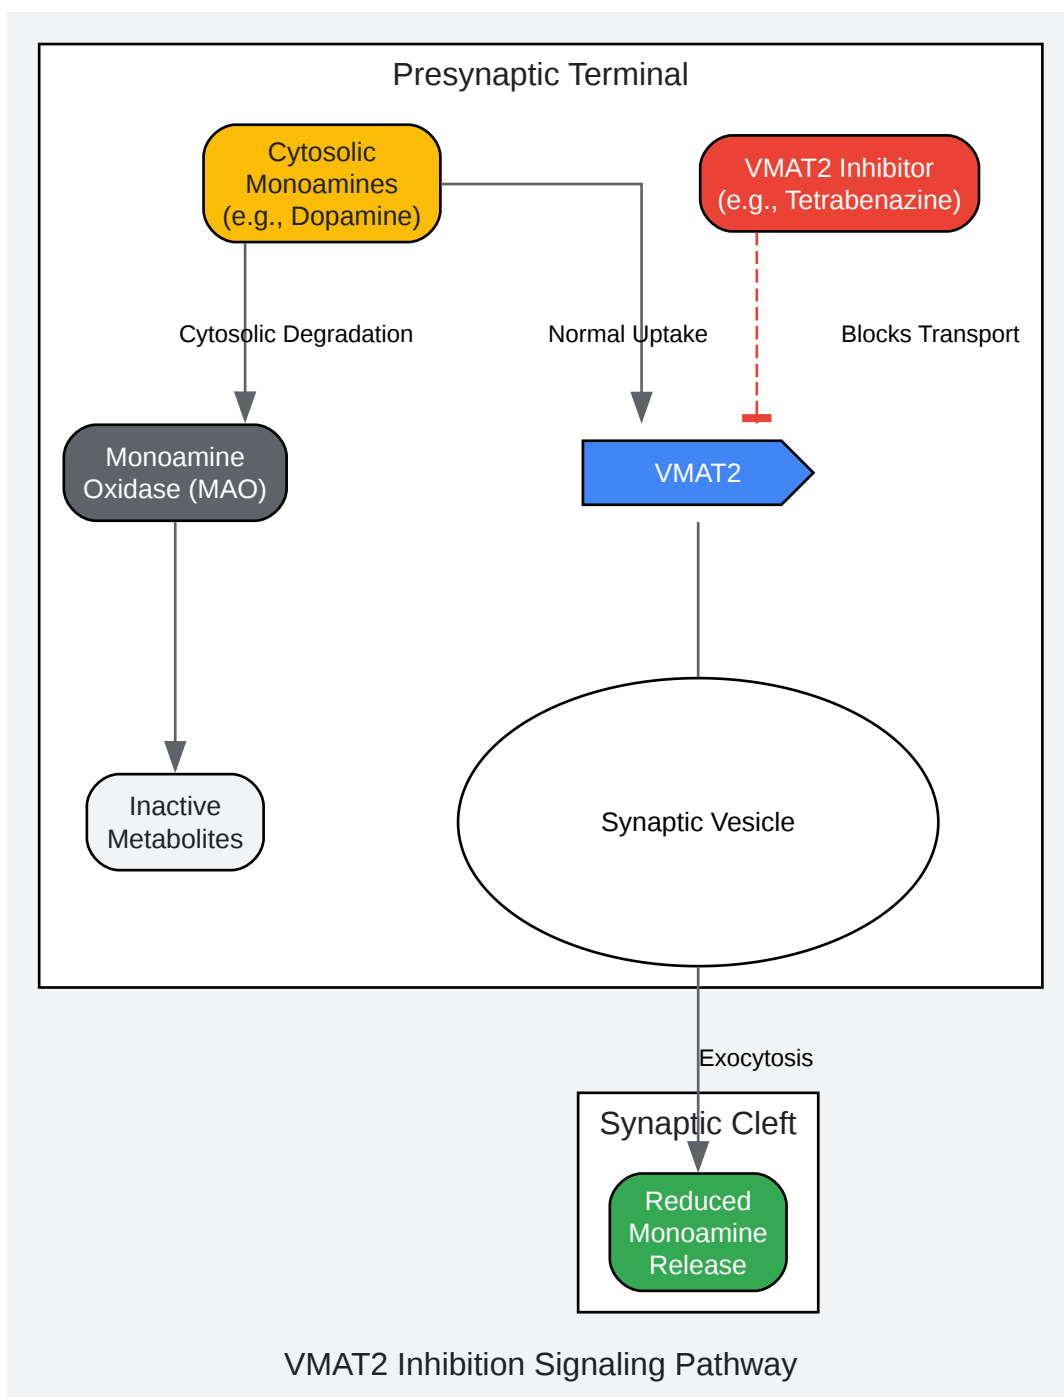 Presynaptic Terminal
Cytosolic
Monoamines
(e.g., Dopamine)
VMAT2 Inhibitor
(e.g., Tetrabenazine)
Cytosolic Degradation
Normal Uptake
Blocks Transport
Monoamine
Oxidase (MAO)
VMAT2
Inactive
Metabolites
Synaptic Vesicle
Exocytosis
Synaptic Cleft
Reduced
Monoamine
Release
VMAT2 Inhibition Signaling Pathway